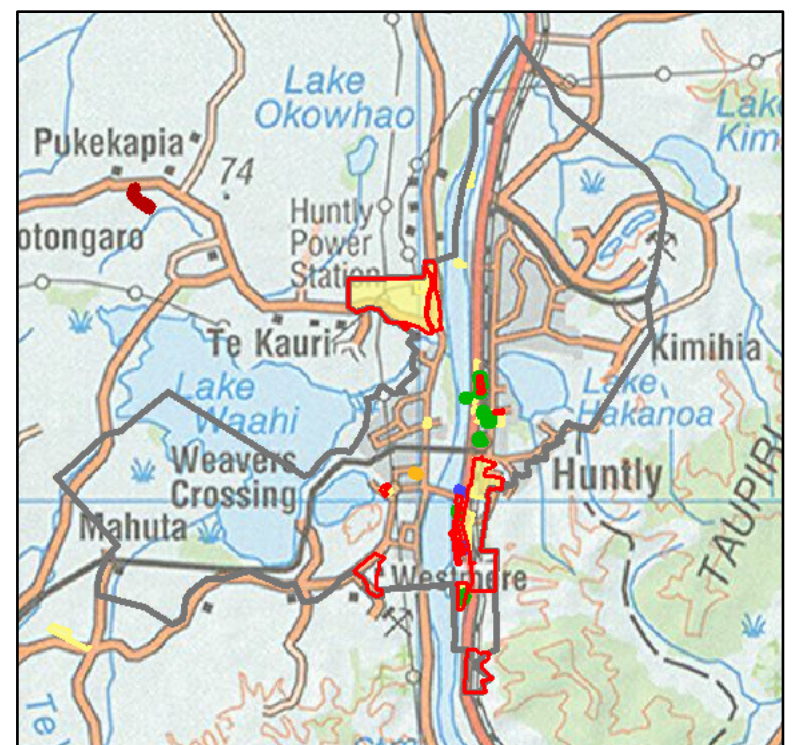 Lake
Okowhao
Lake
Kim
Pukekapia
74
Huntly
Power
Station
otongaro
Te Kauri
Kimihia
Lake
Waahi
Lake
Hakanoa
Weavers
Crossing
Huntly
Mahuta
TAUPIRI
Westmere
Te